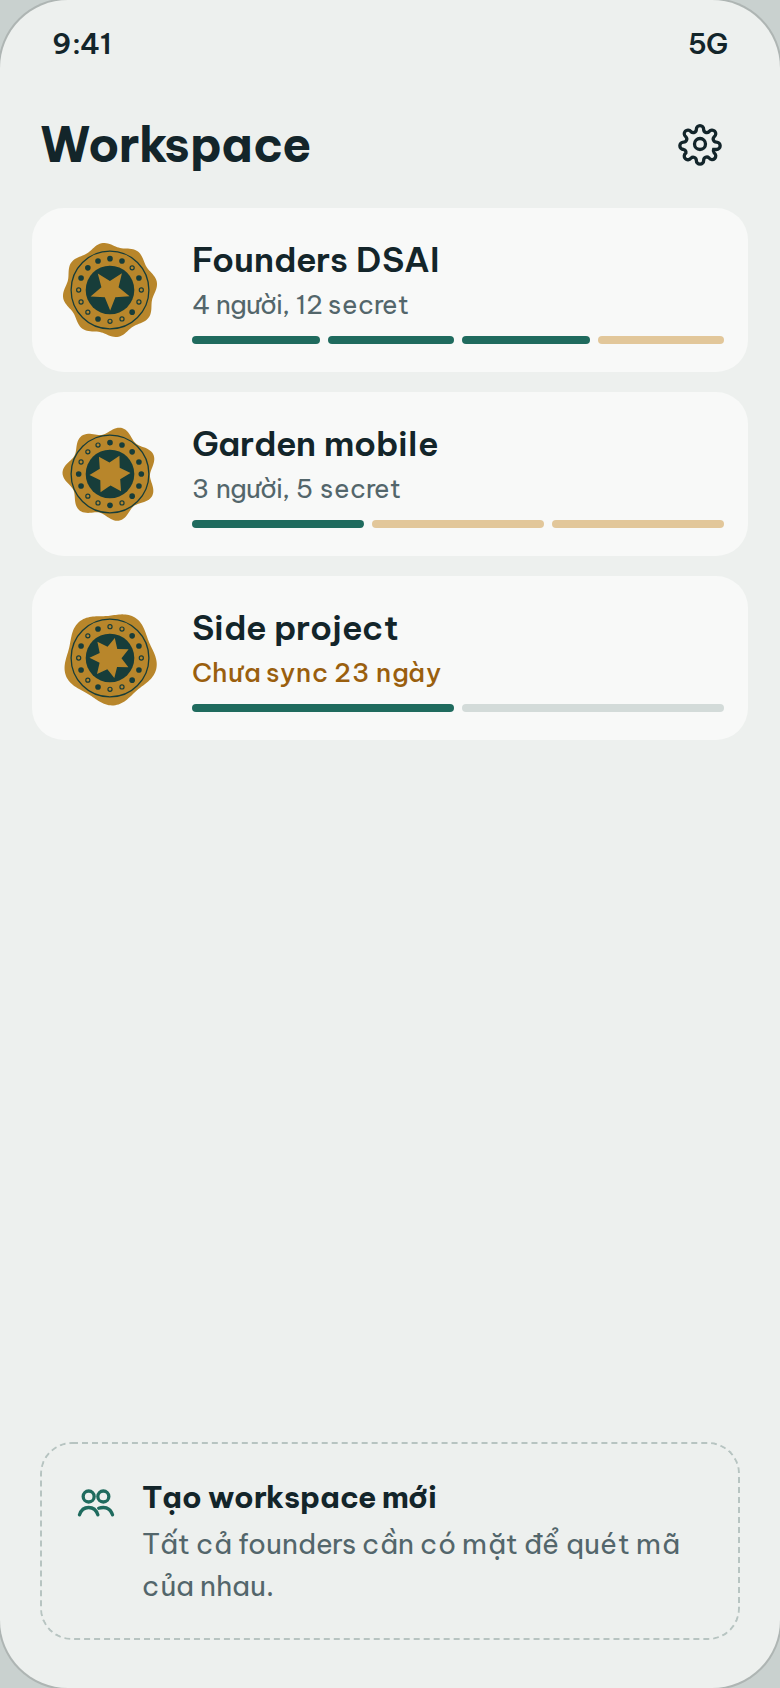 9:41
5G
Workspace
Founders DSAI
4 người, 12 secret
Garden mobile
3 người, 5 secret
Side project
Chưa sync 23 ngày
Tạo workspace mới
Tất cả founders cần có mặt để quét mã
của nhau.